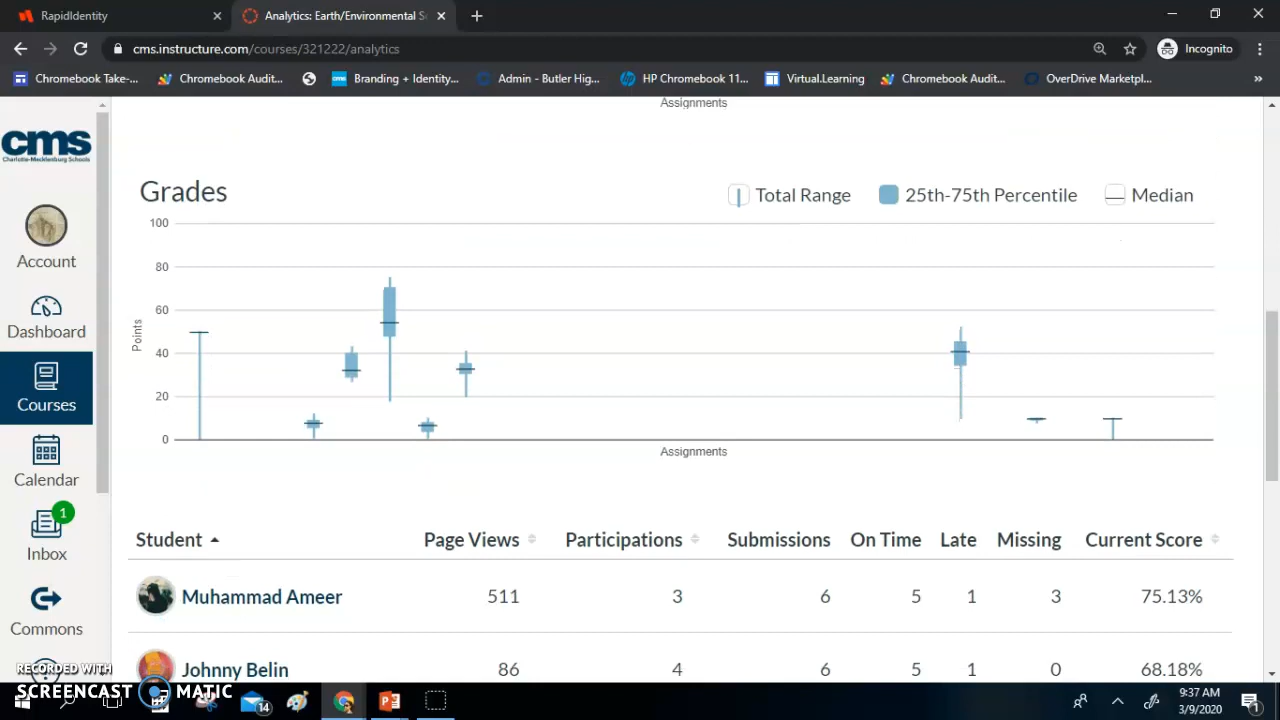 RapidIdentity
Analytics: Earth/Environmental S
cms.instructure.com/courses/321222/analytics
Incognito
Chromebook Take-...
Chromebook Audit...
Branding + Identity...
Admin - Butler Hig...
HP Chromebook 11...
Virtual.Learning
Chromebook Audit...
OverDrive Marketpl...
»
cms
Charlotte-Mecklenburg Schools
Account
Dashboard
Courses
Calendar
1
Inbox
Commons
Assignments
Grades
Total Range
25th-75th Percentile
Median
100
80
60
40
20
0
Points
Assignments
Student Page Views Participations Submissions On Time Late Missing Current Score
Muhammad Ameer 511 3 6 5 1 3 75.13%
Johnny Belin 86 4 6 5 1 0 68.18%
RECORDED WITH
SCREENCAST MATIC
14
9:37 AM
3/9/2020
1